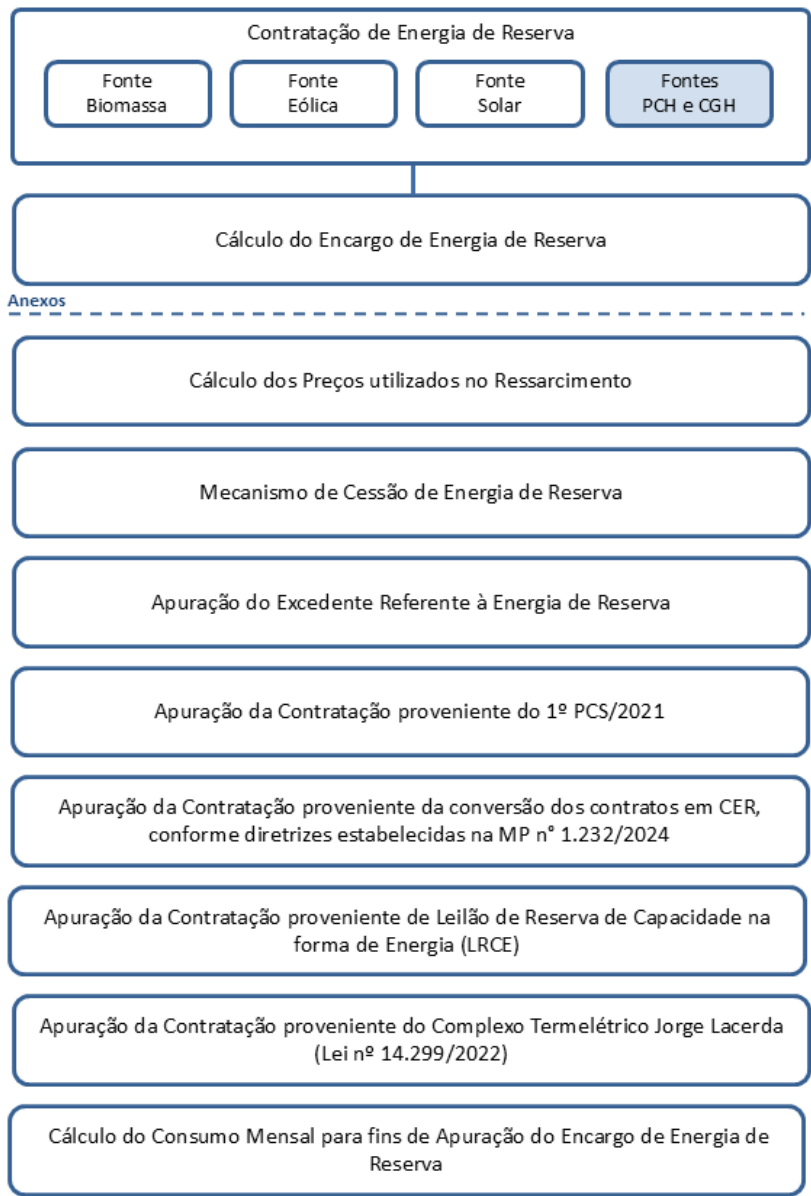 Contratação de Energia de Reserva
Fonte
Biomassa
Fonte
Eólica
Fonte
Solar
Fontes
PCH e CGH
Cálculo do Encargo de Energia de Reserva
Anexos
Cálculo dos Preços utilizados no Ressarcimento
Mecanismo de Cessão de Energia de Reserva
Apuração do Excedente Referente à Energia de Reserva
Apuração da Contratação proveniente do 1º PCS/2021
Apuração da Contratação proveniente da conversão dos contratos em CER,
conforme diretrizes estabelecidas na MP n° 1.232/2024
Apuração da Contratação proveniente de Leilão de Reserva de Capacidade na
forma de Energia (LRCE)
Apuração da Contratação proveniente do Complexo Termelétrico Jorge Lacerda
(Lei nº 14.299/2022)
Cálculo do Consumo Mensal para fins de Apuração do Encargo de Energia de
Reserva